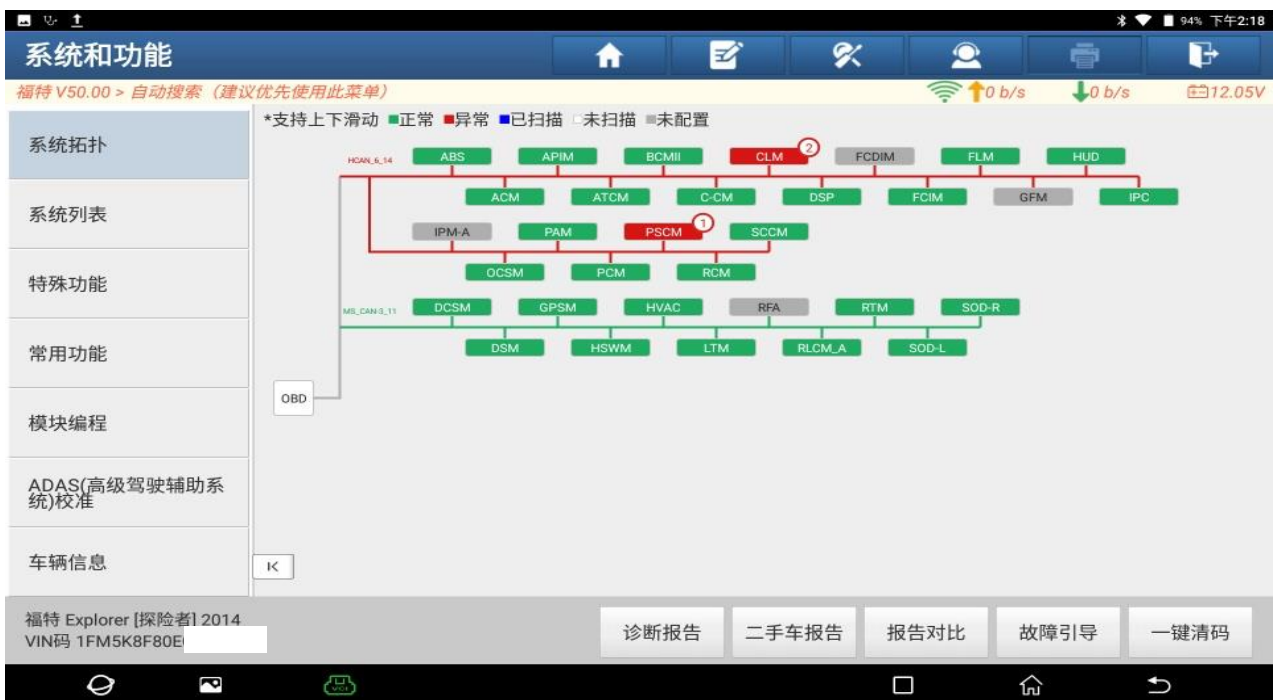 94% 下午2:18
系统和功能
福特 V50.00 > 自动搜索（建议优先使用此菜单）
0 b/s
0 b/s
12.05V
系统拓扑
系统列表
特殊功能
常用功能
模块编程
ADAS(高级驾驶辅助系
统)校准
车辆信息
*支持上下滑动 正常 异常 已扫描 未扫描 未配置
HCAN_6_14
ABS APIM BCMII CLM 2 FCDIM FLM HUD
ACM ATCM C-CM DSP FCIM GFM IPC
IPM-A PAM PSCM 1 SCCM
OCSM PCM RCM
MS_CAN-3_11
DCSM GPSM HVAC RFA RTM SOD-R
DSM HSWM LTM RLCM_A SOD-L
OBD
福特 Explorer [探险者] 2014
VIN码 1FM5K8F80E
诊断报告
二手车报告
报告对比
故障引导
一键清码
VCI